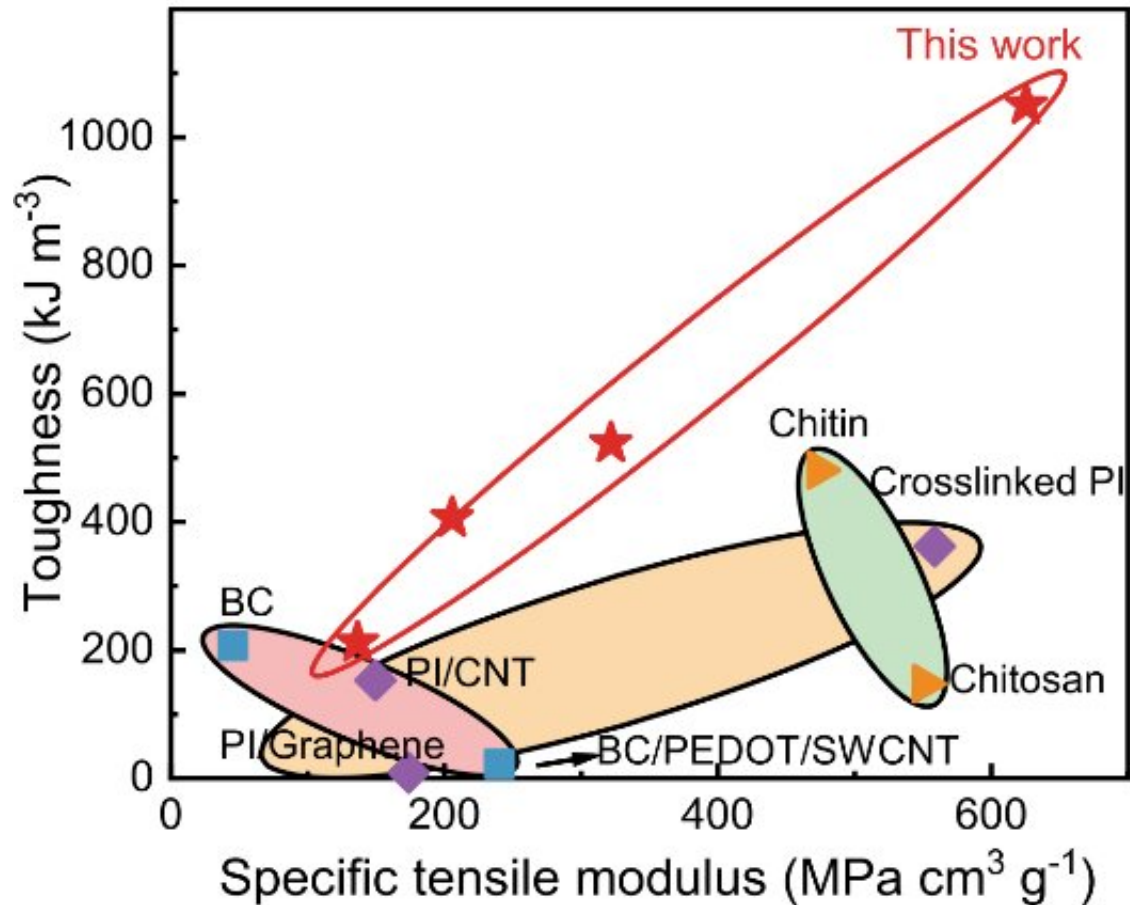 This work
Toughness (kJ m⁻³)
1000
800
600
400
200
0
Chitin
Crosslinked PI
BC
PI/CNT
Chitosan
PI/Graphene
BC/PEDOT/SWCNT
0
200
400
600
Specific tensile modulus (MPa cm³ g⁻¹)